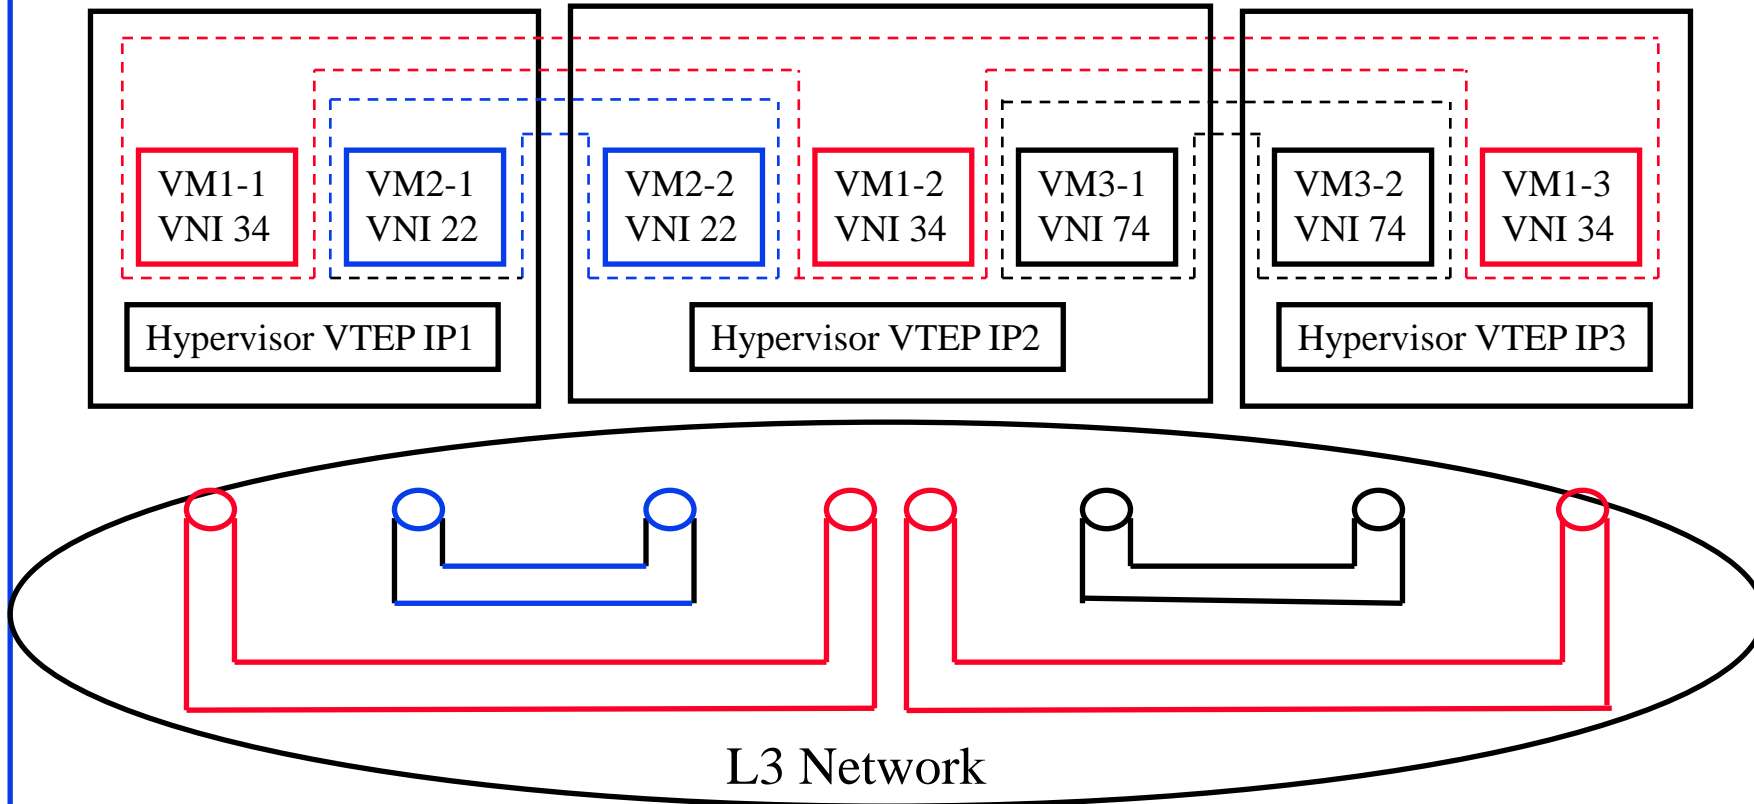 VM1-1
VNI 34
VM2-1
VNI 22
VM2-2
VNI 22
VM1-2
VNI 34
VM3-1
VNI 74
VM3-2
VNI 74
VM1-3
VNI 34
Hypervisor VTEP IP1
Hypervisor VTEP IP2
Hypervisor VTEP IP3
L3 Network